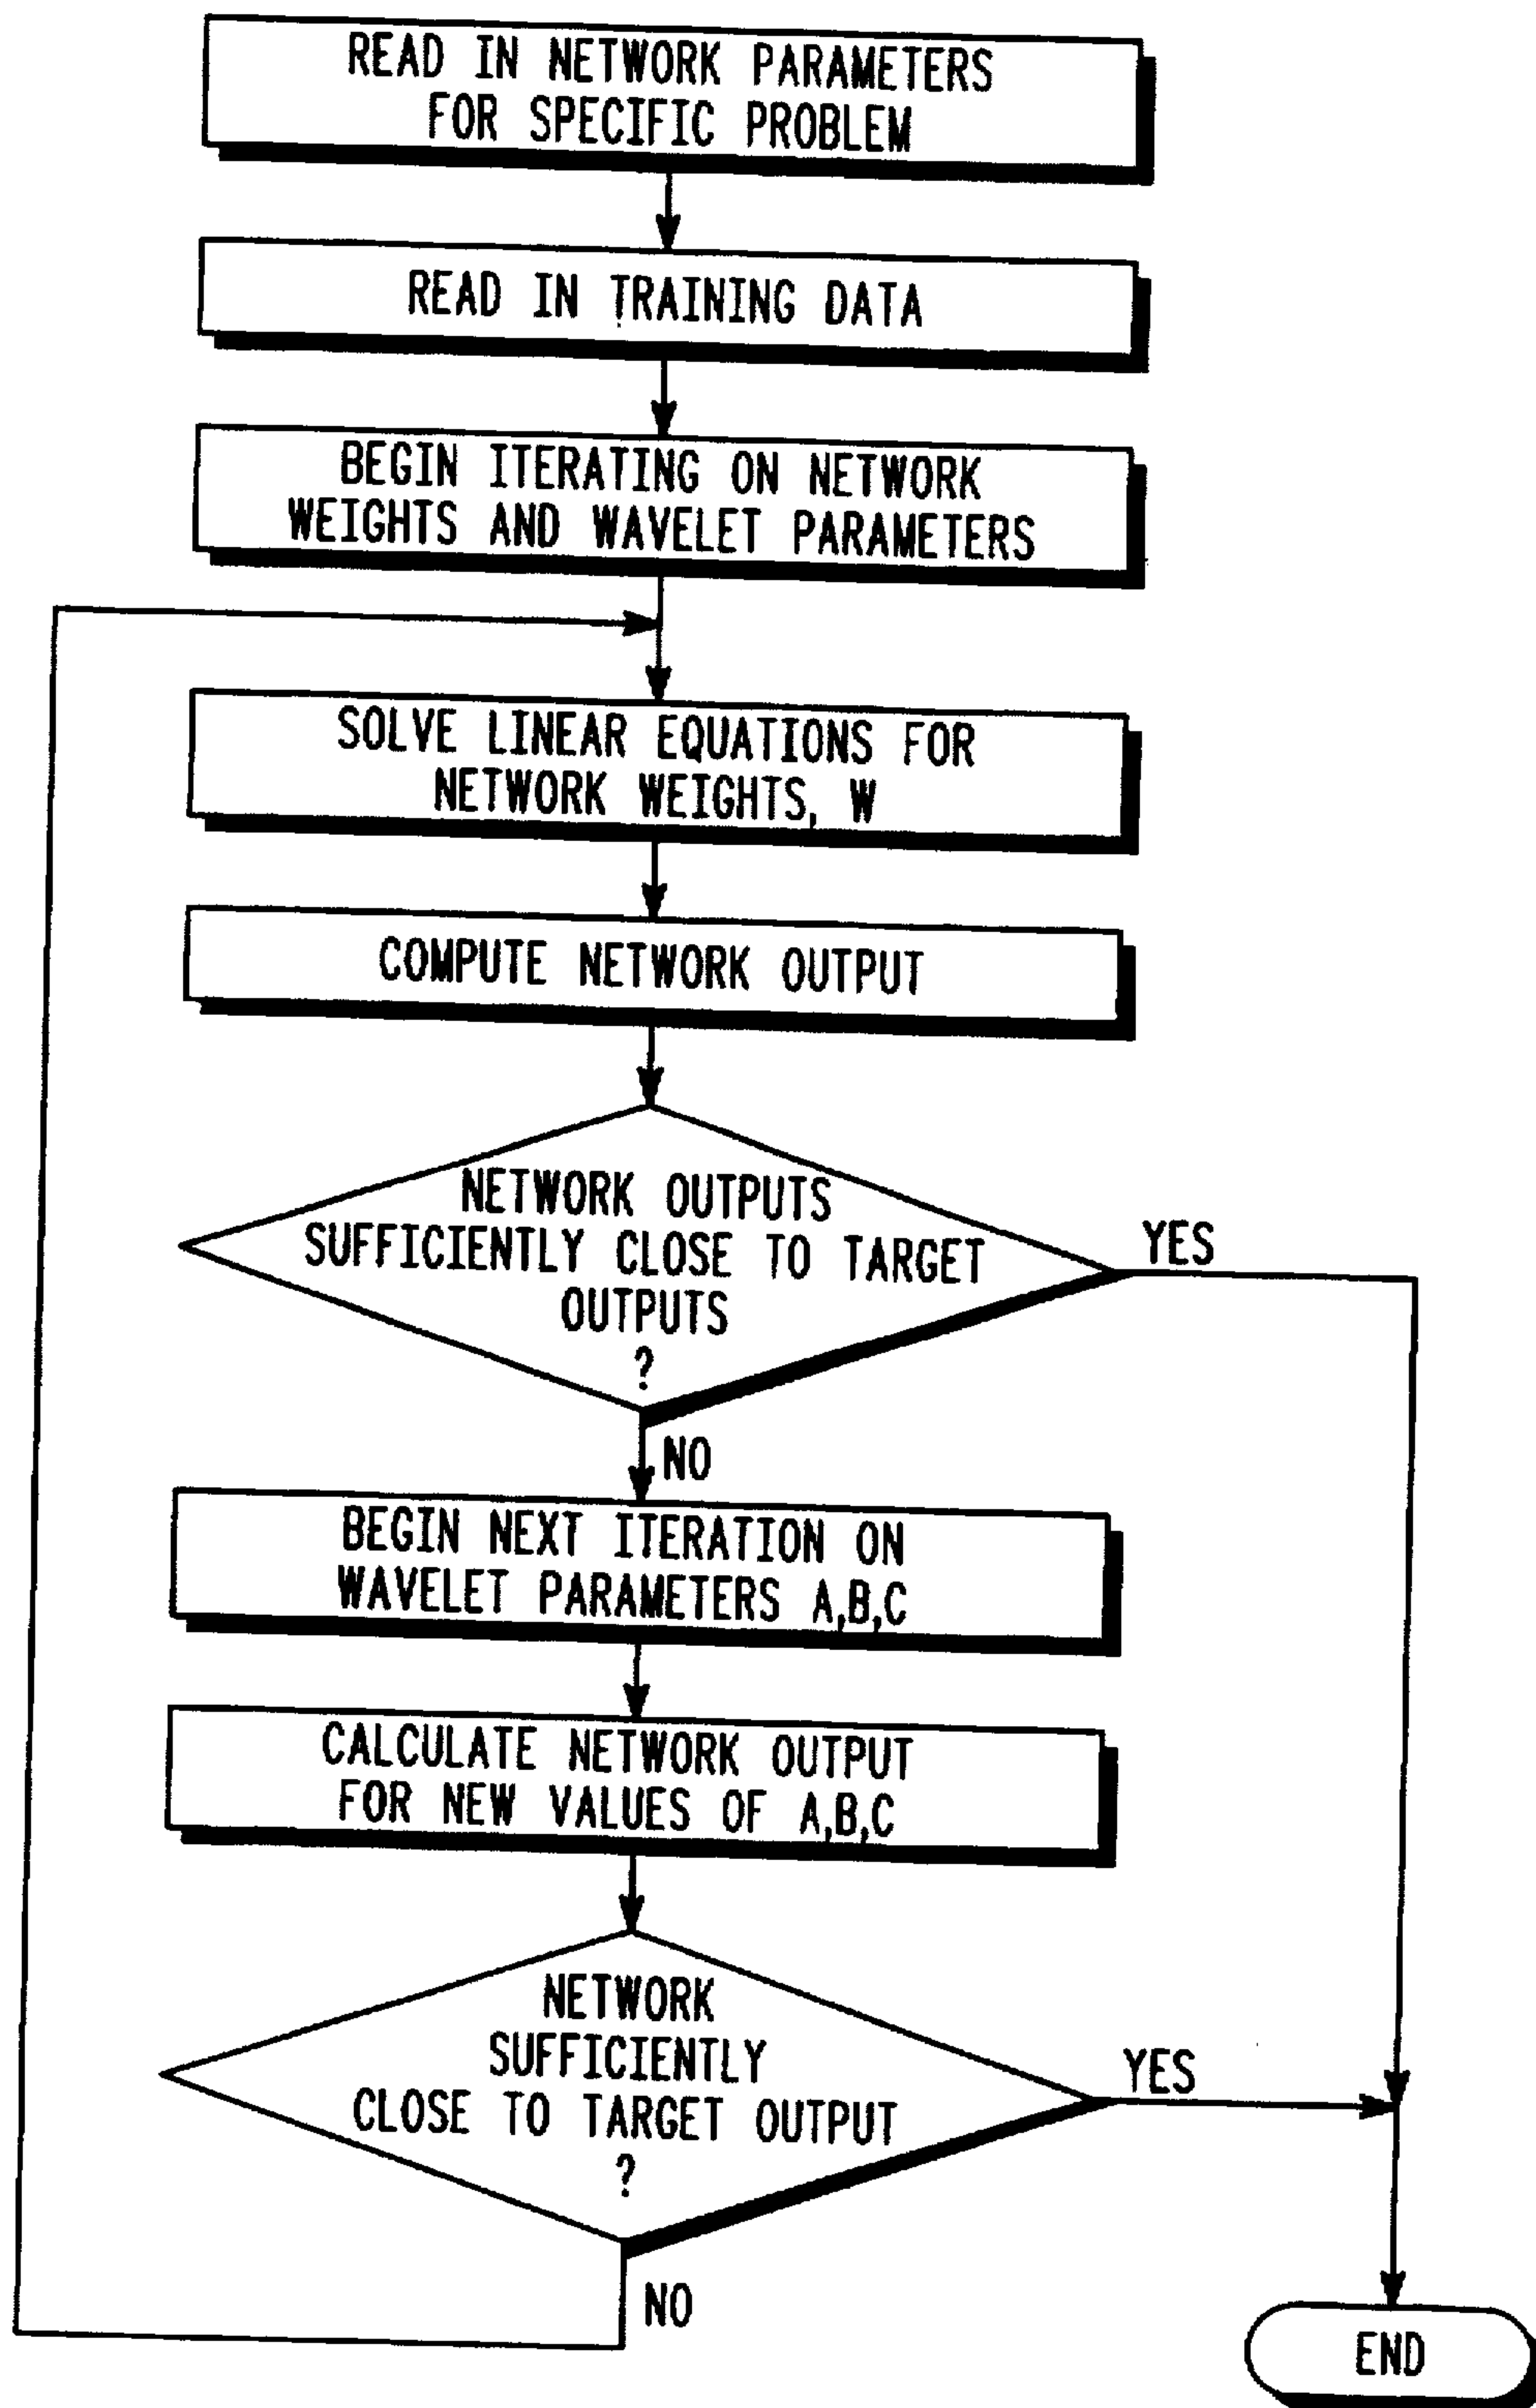 READ IN NETWORK PARAMETERS
FOR SPECIFIC PROBLEM
READ IN TRAINING DATA
BEGIN ITERATING ON NETWORK
WEIGHTS AND WAVELET PARAMETERS
SOLVE LINEAR EQUATIONS FOR
NETWORK WEIGHTS, W
COMPUTE NETWORK OUTPUT
NETWORK OUTPUTS
SUFFICIENTLY CLOSE TO TARGET
OUTPUTS
?
YES
NO
BEGIN NEXT ITERATION ON
WAVELET PARAMETERS A,B,C
CALCULATE NETWORK OUTPUT
FOR NEW VALUES OF A,B,C
NETWORK
SUFFICIENTLY
CLOSE TO TARGET OUTPUT
?
YES
NO
END